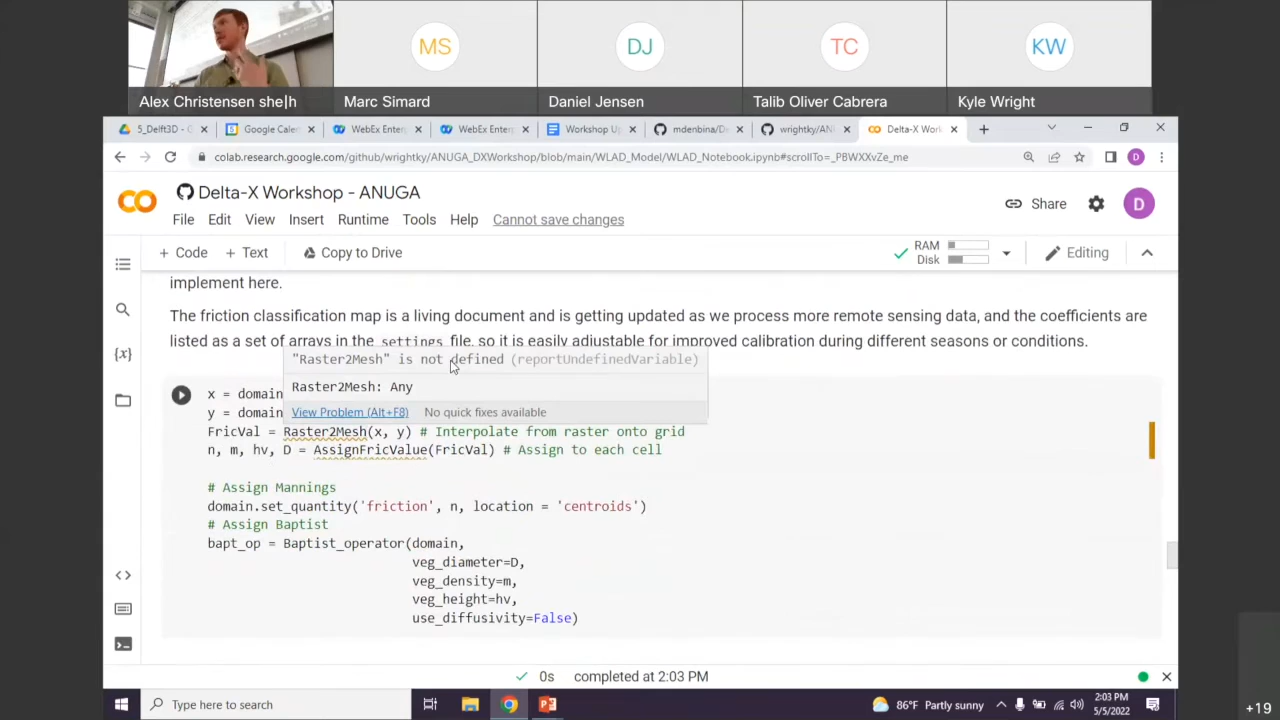 MS
DJ
TC
KW
Alex Christensen she|h
Marc Simard
Daniel Jensen
Talib Oliver Cabrera
Kyle Wright
5_Delft3D - G
Google Calen
WebEx Enter
WebEx Enter
Workshop U
mdenbina/De
wrightky/AN
Delta-X Work
colab.research.google.com/github/wrightky/ANUGA_DXWorkshop/blob/main/WLAD_Model/WLAD_Notebook.ipynb#scrollTo=_PBWXXvZe_me
D
CO
Delta-X Workshop - ANUGA
Share
D
File Edit View Insert Runtime Tools Help Cannot save changes
+ Code + Text Copy to Drive
RAM
Disk
Editing
implement here.
The friction classification map is a living document and is getting updated as we process more remote sensing data, and the coefficients are
listed as a set of arrays in the settings file, so it is easily adjustable for improved calibration during different seasons or conditions.
"Raster2Mesh" is not defined (reportUndefinedVariable)
Raster2Mesh: Any
View Problem (Alt+F8) No quick fixes available
x = domain
y = domain
FricVal = Raster2Mesh(x, y) # Interpolate from raster onto grid
n, m, hv, D = AssignFricValue(FricVal) # Assign to each cell
# Assign Mannings
domain.set_quantity('friction', n, location = 'centroids')
# Assign Baptist
bapt_op = Baptist_operator(domain,
veg_diameter=D,
veg_density=m,
veg_height=hv,
use_diffusivity=False)
{x}
0s completed at 2:03 PM
Type here to search
86°F Partly sunny
2:03 PM
5/5/2022
+19